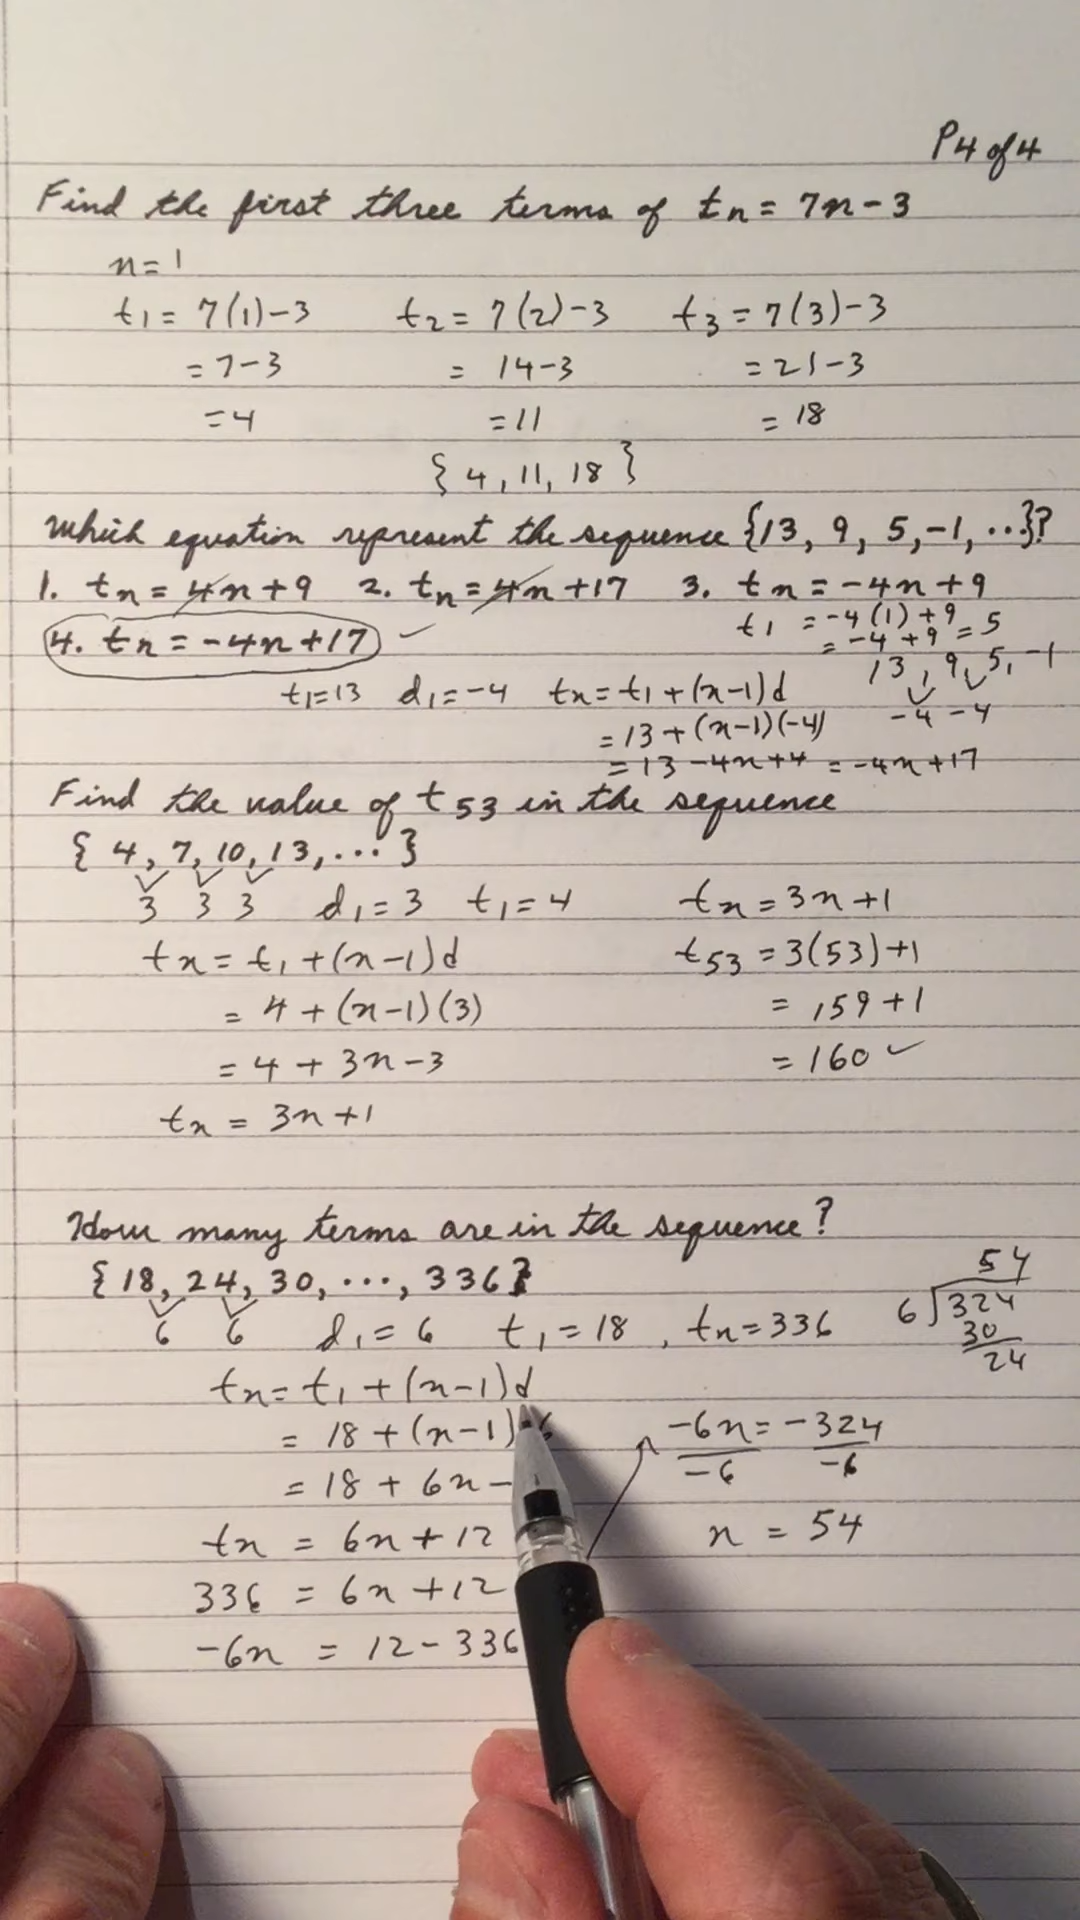 P4 of 4
Find the first three terms of tn = 7n - 3
n = 1
t1 = 7(1) - 3   t2 = 7(2) - 3   t3 = 7(3) - 3
= 7 - 3   = 14 - 3   = 21 - 3
= 4   = 11   = 18
{ 4, 11, 18 }
Which equation represent the sequence {13, 9, 5, -1, ...}?
1. tn = 4n + 9   2. tn = 4n + 17   3. tn = -4n + 9
t1 = -4(1) + 9
4. tn = -4n + 17 ✓   = -4 + 9 = 5
13, 9, 5, -1
t1 = 13   d1 = -4   tn = t1 + (n-1)d   -4 -4
= 13 + (n-1)(-4)
= 13 - 4n + 4 = -4n + 17
Find the value of t53 in the sequence
{ 4, 7, 10, 13, ... }
3 3 3   d1 = 3   t1 = 4   tn = 3n + 1
tn = t1 + (n-1)d   t53 = 3(53) + 1
= 4 + (n-1)(3)   = 159 + 1
= 4 + 3n - 3   = 160 ✓
tn = 3n + 1
How many terms are in the sequence?
{ 18, 24, 30, ..., 336}
54
6 ) 324
6 6   d1 = 6   t1 = 18, tn = 336   30
24
tn = t1 + (n-1)d
= 18 + (n-1) 6   -6n = -324
= 18 + 6n -   -6   -6
tn = 6n + 12   n = 54
336 = 6n + 12
-6n = 12 - 336